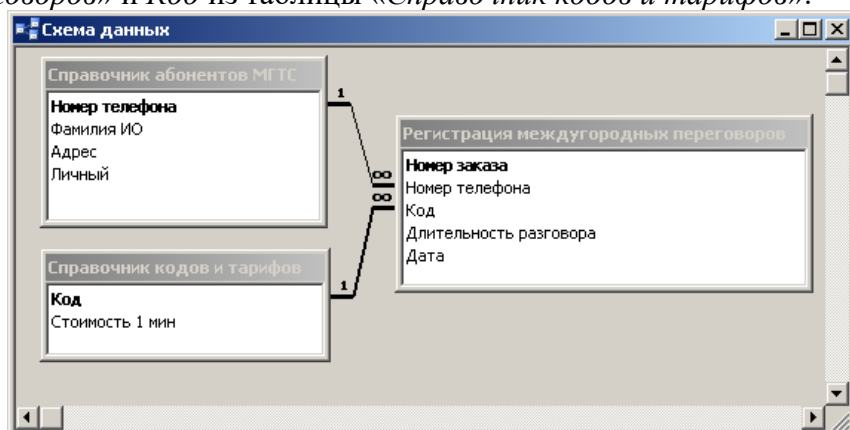 оворов» и Код из таблицы «Справочник кодов и тарифов».
Схема данных
Справочник абонентов МГТС
Номер телефона
Фамилия ИО
Адрес
Личный
1
∞
∞
1
Регистрация междугородных переговоров
Номер заказа
Номер телефона
Код
Длительность разговора
Дата
Справочник кодов и тарифов
Код
Стоимость 1 мин